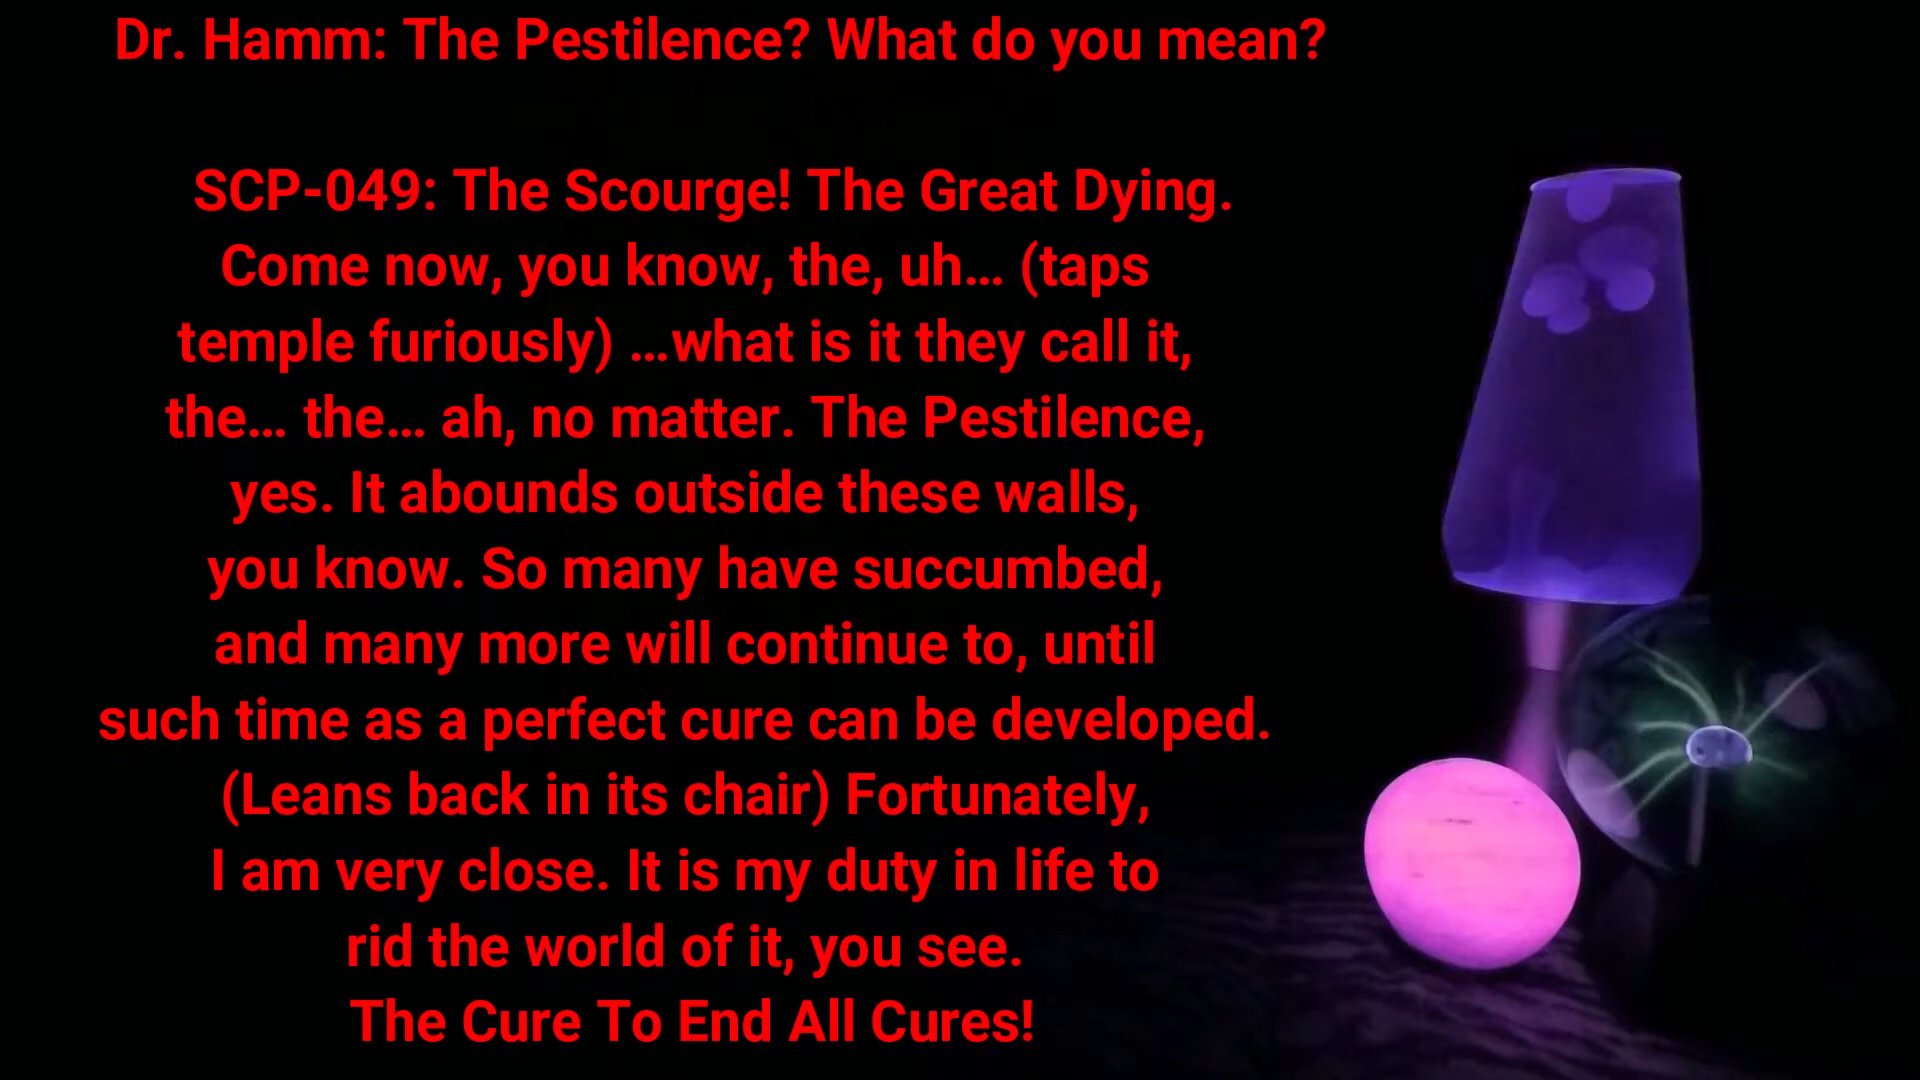 Dr. Hamm: The Pestilence? What do you mean?
SCP-049: The Scourge! The Great Dying.
Come now, you know, the, uh… (taps
temple furiously) …what is it they call it,
the… the… ah, no matter. The Pestilence,
yes. It abounds outside these walls,
you know. So many have succumbed,
and many more will continue to, until
such time as a perfect cure can be developed.
(Leans back in its chair) Fortunately,
I am very close. It is my duty in life to
rid the world of it, you see.
The Cure To End All Cures!